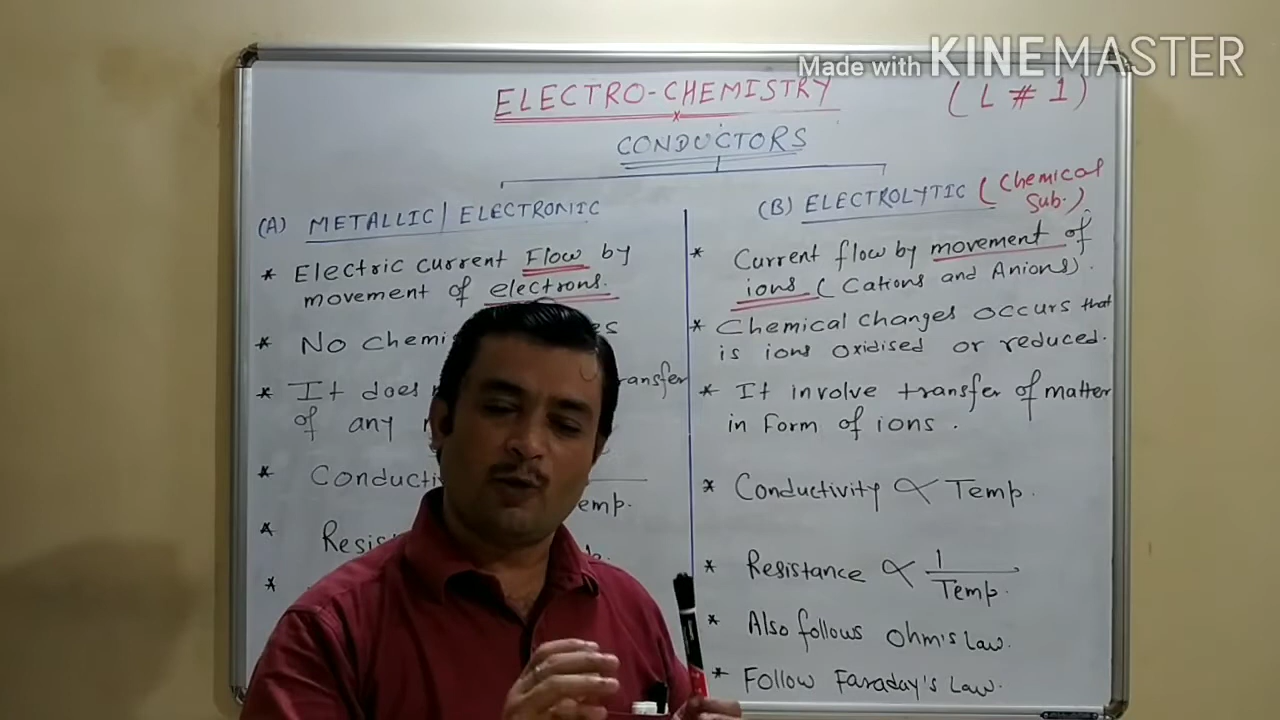 Made with KINEMASTER
ELECTRO-CHEMISTRY
( L # 1 )
CONDUCTORS
(A) METALLIC/ ELECTRONIC
* Electric current Flow by
movement of electrons.
* No chemi
* It does transfer
of any
* Conducti
emp.
* Resis
*
(B) ELECTROLYTIC (Chemical
Sub.)
* Current flow by movement of
ions (Cations and Anions).
* Chemical changes occurs that
is ions oxidised or reduced.
* It involve transfer of matter
in Form of ions.
* Conductivity ∝ Temp.
* Resistance ∝ 1
Temp.
* Also follows Ohm's law.
* Follow Faraday's Law.